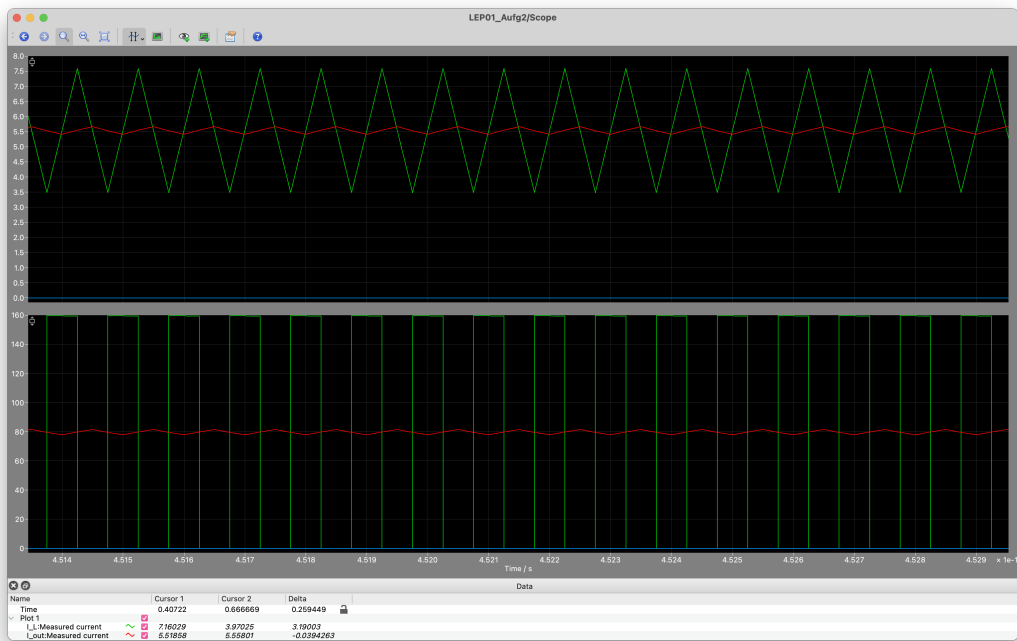 LEP01_Aufg2/Scope
8.0
7.5
7.0
6.5
6.0
5.5
5.0
4.5
4.0
3.5
3.0
2.5
2.0
1.5
1.0
0.5
0.0
160
140
120
100
80
60
40
20
0
4.514 4.515 4.516 4.517 4.518 4.519 4.520 4.521 4.522 4.523 4.524 4.525 4.526 4.527 4.528 4.529 × 1e-1
Time / s
Data
Name Cursor 1 Cursor 2 Delta
Time 0.40722 0.666669 0.259449
Plot 1
I_L:Measured current 7.16029 3.97025 3.19003
I_out:Measured current 5.51858 5.55801 -0.0394263